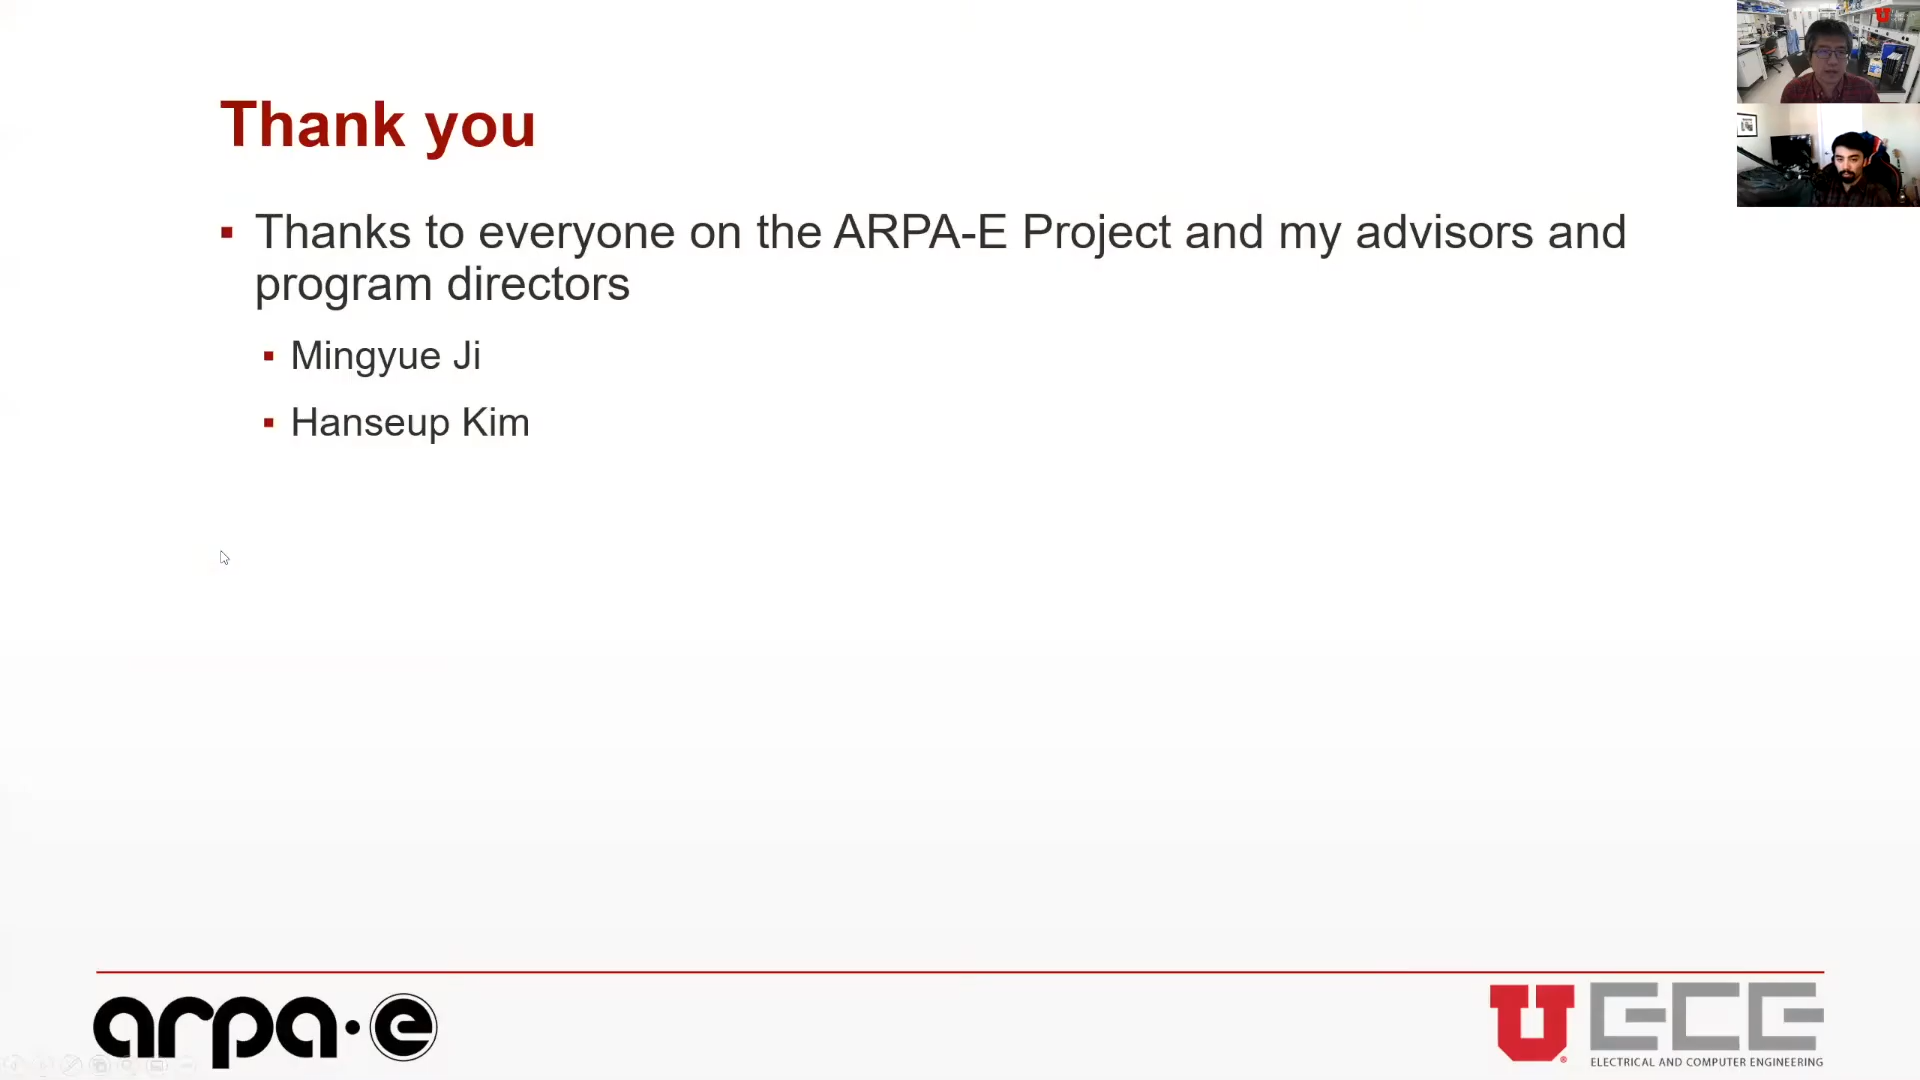 Thank you
Thanks to everyone on the ARPA-E Project and my advisors and
program directors
Mingyue Ji
Hanseup Kim
arpa·e
U ECE
ELECTRICAL AND COMPUTER ENGINEERING